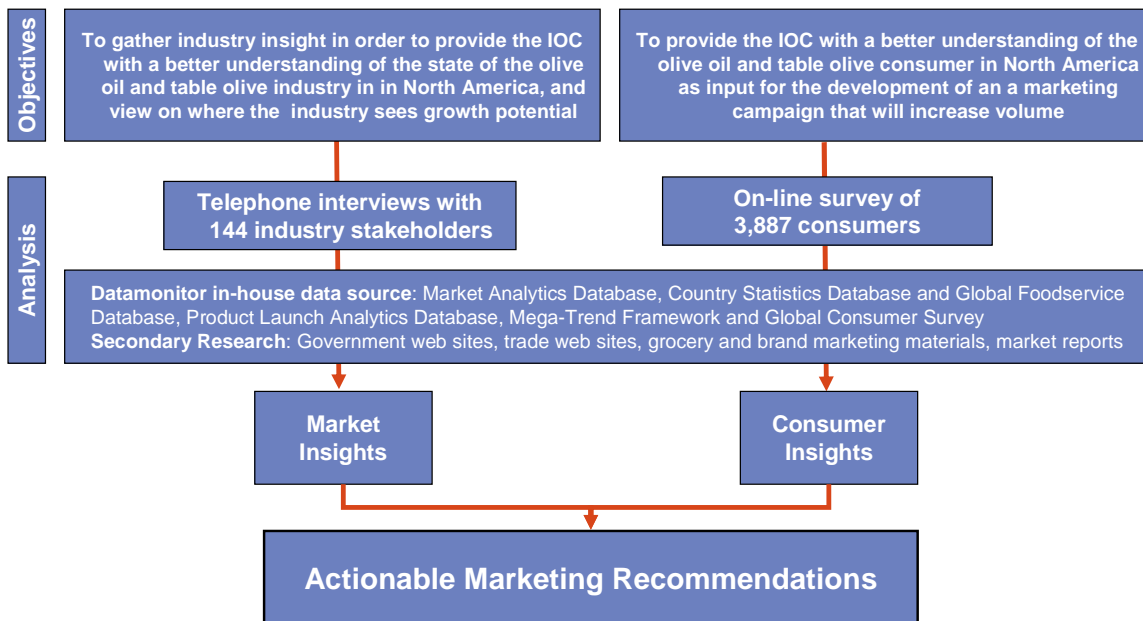 Objectives
To gather industry insight in order to provide the IOC
with a better understanding of the state of the olive
oil and table olive industry in in North America, and
view on where the  industry sees growth potential
To provide the IOC with a better understanding of the
olive oil and table olive consumer in North America
as input for the development of an a marketing
campaign that will increase volume
Analysis
Telephone interviews with
144 industry stakeholders
On-line survey of
3,887 consumers
Datamonitor in-house data source: Market Analytics Database, Country Statistics Database and Global Foodservice
Database, Product Launch Analytics Database, Mega-Trend Framework and Global Consumer Survey
Secondary Research: Government web sites, trade web sites, grocery and brand marketing materials, market reports
Market
Insights
Consumer
Insights
Actionable Marketing Recommendations